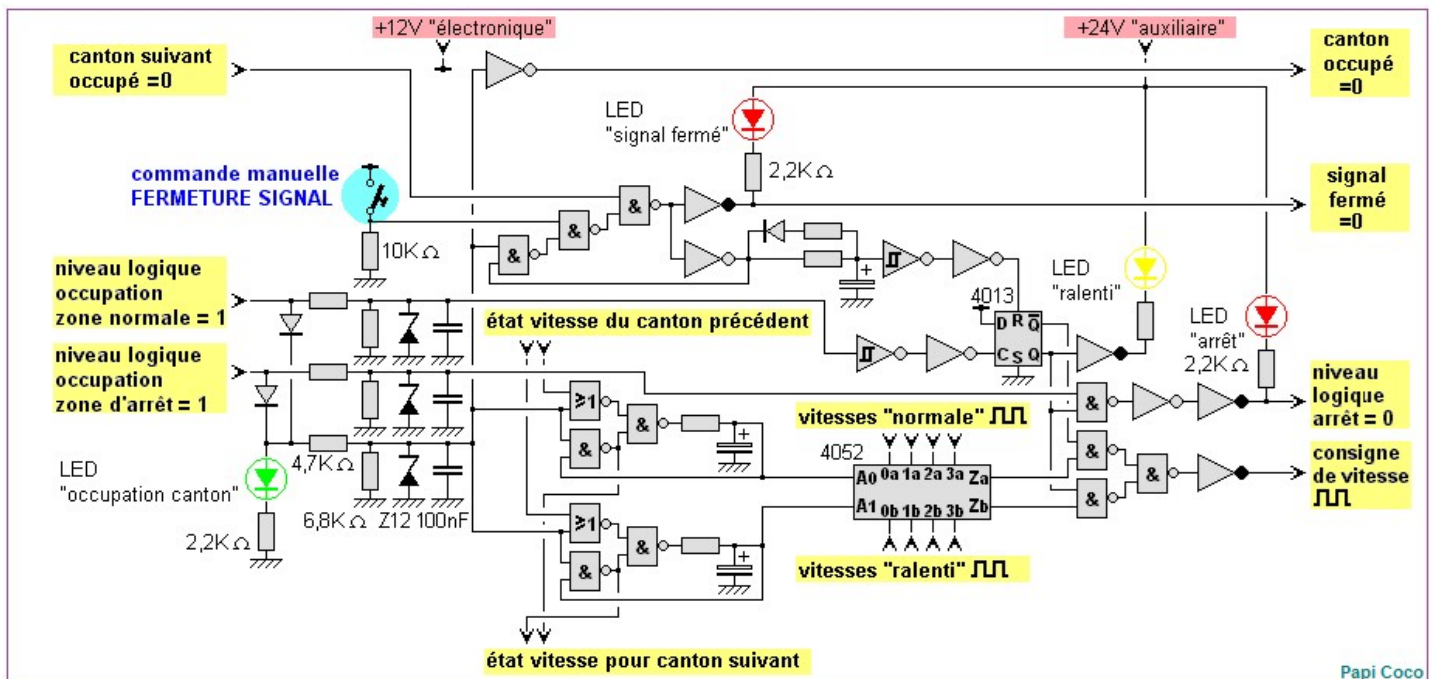 +12V "électronique"
+24V "auxiliaire"
canton suivant
occupé =0
canton
occupé
=0
LED
"signal fermé"
2,2K Ω
commande manuelle
FERMETURE SIGNAL
10K Ω
signal
fermé
=0
&
&
&
niveau logique
occupation
zone normale = 1
état vitesse du canton précédent
4013
D R Q
C S Q
LED
"ralenti"
LED
"arrêt"
2,2K Ω
niveau logique
occupation
zone d'arrêt = 1
≥1
&
&
vitesses "normale"
4052
A0 0a 1a 2a 3a Za
A1 0b 1b 2b 3b Zb
vitesses "ralenti"
&
&
&
&
niveau
logique
arrêt = 0
consigne
de vitesse
LED
"occupation canton"
2,2K Ω
4,7K Ω
6,8K Ω Z12 100nF
≥1
&
&
état vitesse pour canton suivant
Papi Coco